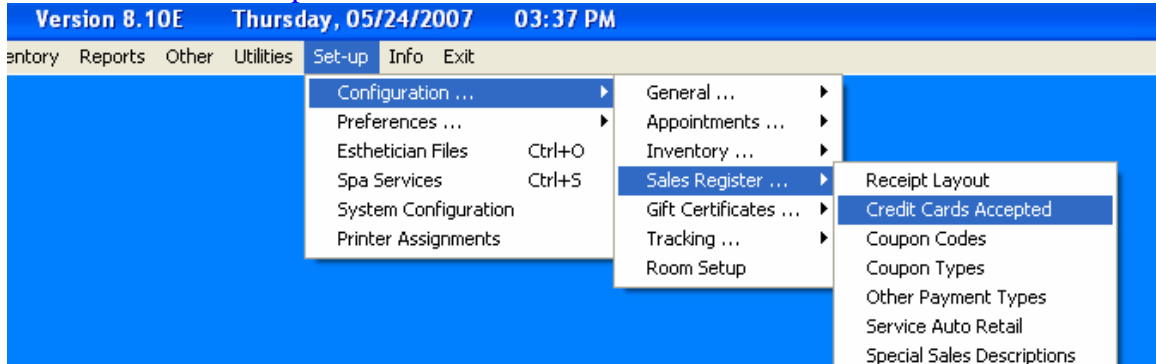 Version 8.10E Thursday, 05/24/2007 03:37 PM
entory Reports Other Utilities Set-up Info Exit
Configuration ...
Preferences ...
Esthetician Files Ctrl+O
Spa Services Ctrl+S
System Configuration
Printer Assignments
General ...
Appointments ...
Inventory ...
Sales Register ...
Gift Certificates ...
Tracking ...
Room Setup
Receipt Layout
Credit Cards Accepted
Coupon Codes
Coupon Types
Other Payment Types
Service Auto Retail
Special Sales Descriptions